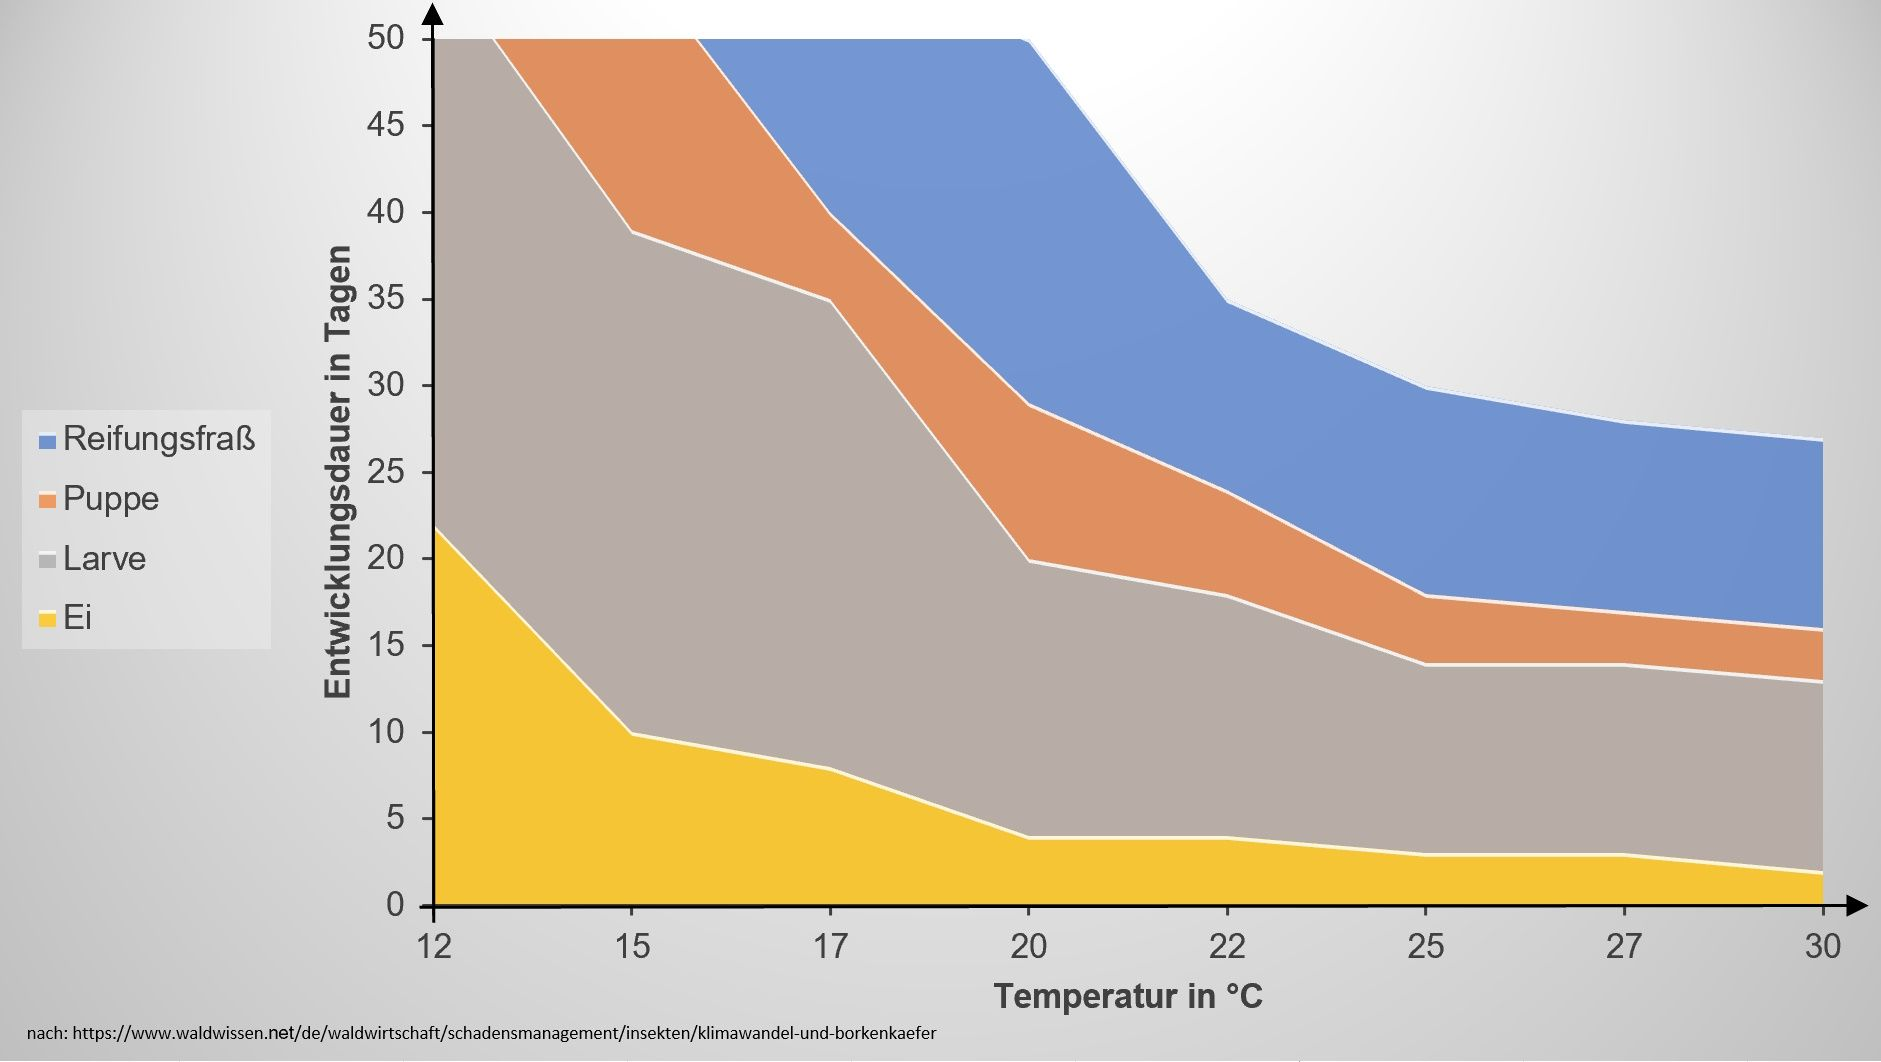 50
45
40
35
30
25
20
15
10
5
0
Entwicklungsdauer in Tagen
Reifungsfraß
Puppe
Larve
Ei
12 15 17 20 22 25 27 30
Temperatur in °C
nach: https://www.waldwissen.net/de/waldwirtschaft/schadensmanagement/insekten/klimawandel-und-borkenkaefer